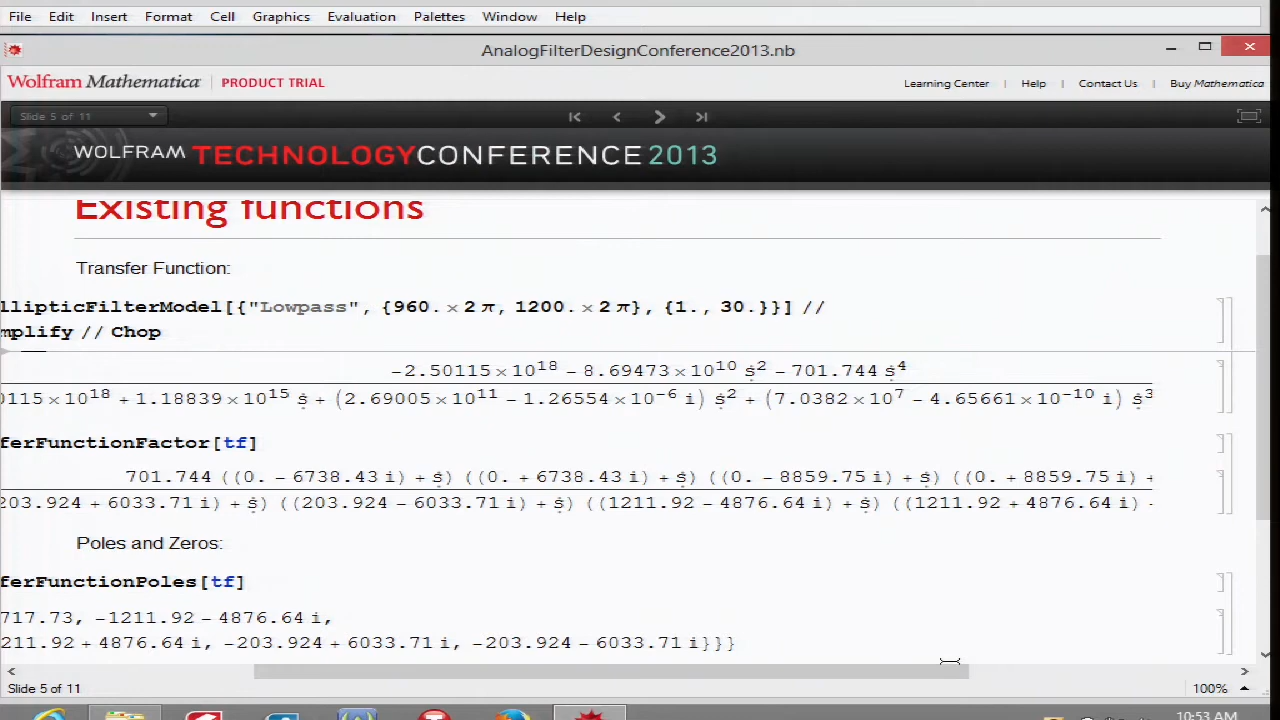 File Edit Insert Format Cell Graphics Evaluation Palettes Window Help
AnalogFilterDesignConference2013.nb
Wolfram Mathematica | PRODUCT TRIAL
Learning Center | Help | Contact Us | Buy Mathematica
Slide 5 of 11
WOLFRAM TECHNOLOGYCONFERENCE 2013
Existing functions
Transfer Function:
llipticFilterModel[{"Lowpass", {960. × 2 π, 1200. × 2 π}, {1., 30.}}] //
mplify // Chop
-2.50115×10^18 - 8.69473×10^10 s^2 - 701.744 s^4
0115×10^18 + 1.18839×10^15 s + (2.69005×10^11 - 1.26554×10^-6 i) s^2 + (7.0382×10^7 - 4.65661×10^-10 i) s^3
ferFunctionFactor[tf]
701.744 ((0. - 6738.43 i) + s) ((0. + 6738.43 i) + s) ((0. - 8859.75 i) + s) ((0. + 8859.75 i) +
203.924 + 6033.71 i) + s) ((203.924 - 6033.71 i) + s) ((1211.92 - 4876.64 i) + s) ((1211.92 + 4876.64 i) -
Poles and Zeros:
ferFunctionPoles[tf]
717.73, -1211.92 - 4876.64 i,
211.92 + 4876.64 i, -203.924 + 6033.71 i, -203.924 - 6033.71 i}}}
Slide 5 of 11
100%
10:53 AM